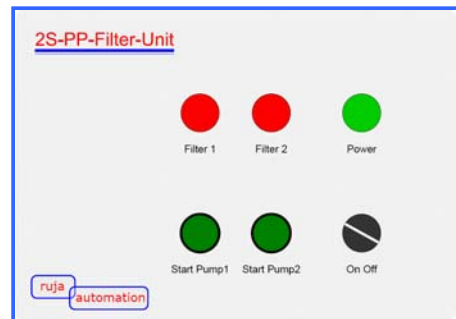 2S-PP-Filter-Unit
Filter 1 Filter 2 Power
Start Pump1 Start Pump2 On Off
ruja
automation